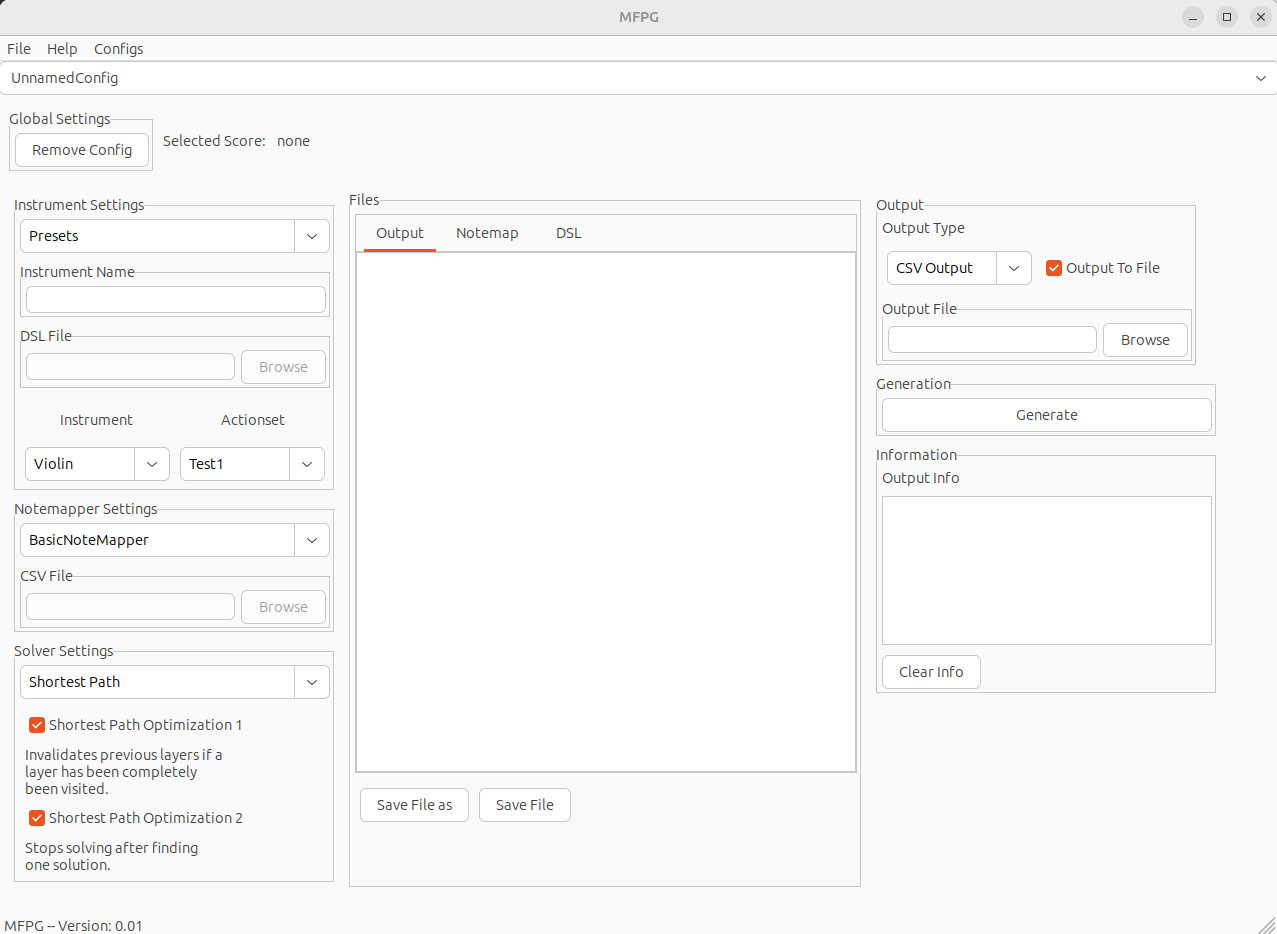 MFPG
File Help Configs
UnnamedConfig
Global Settings
Remove Config
Selected Score: none
Instrument Settings
Presets
Instrument Name
DSL File
Browse
Instrument Actionset
Violin Test1
Notemapper Settings
BasicNoteMapper
CSV File
Browse
Solver Settings
Shortest Path
Shortest Path Optimization 1
Invalidates previous layers if a
layer has been completely
been visited.
Shortest Path Optimization 2
Stops solving after finding
one solution.
Files
Output Notemap DSL
Save File as Save File
Output
Output Type
CSV Output Output To File
Output File
Browse
Generation
Generate
Information
Output Info
Clear Info
MFPG -- Version: 0.01